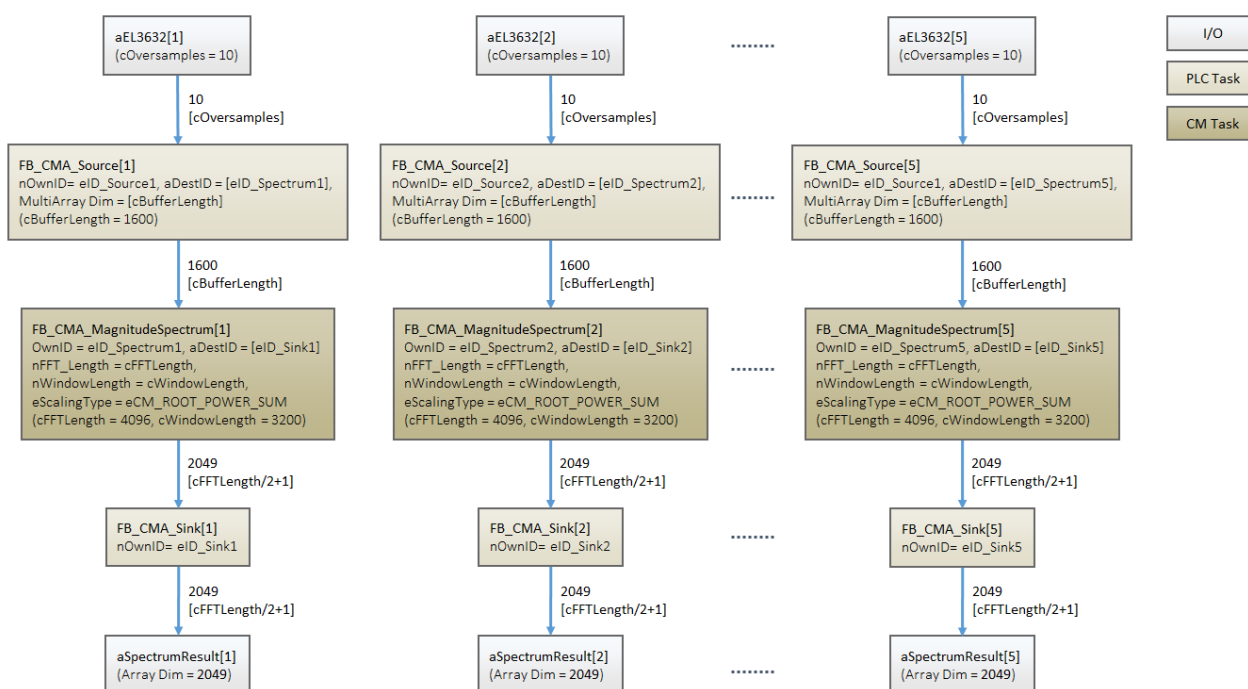 aEL3632[1]
(cOversamples = 10)
aEL3632[2]
(cOversamples = 10)
........
aEL3632[5]
(cOversamples = 10)
I/O
PLC Task
CM Task
10
[cOversamples]
10
[cOversamples]
10
[cOversamples]
FB_CMA_Source[1]
nOwnID= eID_Source1, aDestID = [eID_Spectrum1],
MultiArray Dim = [cBufferLength]
(cBufferLength = 1600)
FB_CMA_Source[2]
nOwnID= eID_Source2, aDestID = [eID_Spectrum2],
MultiArray Dim = [cBufferLength]
(cBufferLength = 1600)
........
FB_CMA_Source[5]
nOwnID= eID_Source1, aDestID = [eID_Spectrum5],
MultiArray Dim = [cBufferLength]
(cBufferLength = 1600)
1600
[cBufferLength]
1600
[cBufferLength]
1600
[cBufferLength]
FB_CMA_MagnitudeSpectrum[1]
OwnID = eID_Spectrum1, aDestID = [eID_Sink1]
nFFT_Length = cFFTLength,
nWindowLength = cWindowLength,
eScalingType = eCM_ROOT_POWER_SUM
(cFFTLength = 4096, cWindowLength = 3200)
FB_CMA_MagnitudeSpectrum[2]
OwnID = eID_Spectrum2, aDestID = [eID_Sink2]
nFFT_Length = cFFTLength,
nWindowLength = cWindowLength,
eScalingType = eCM_ROOT_POWER_SUM
(cFFTLength = 4096, cWindowLength = 3200)
........
FB_CMA_MagnitudeSpectrum[5]
OwnID = eID_Spectrum5, aDestID = [eID_Sink5]
nFFT_Length = cFFTLength,
nWindowLength = cWindowLength,
eScalingType = eCM_ROOT_POWER_SUM
(cFFTLength = 4096, cWindowLength = 3200)
2049
[cFFTLength/2+1]
2049
[cFFTLength/2+1]
2049
[cFFTLength/2+1]
FB_CMA_Sink[1]
nOwnID= eID_Sink1
FB_CMA_Sink[2]
nOwnID= eID_Sink2
........
FB_CMA_Sink[5]
nOwnID= eID_Sink5
2049
[cFFTLength/2+1]
2049
[cFFTLength/2+1]
2049
[cFFTLength/2+1]
aSpectrumResult[1]
(Array Dim = 2049)
aSpectrumResult[2]
(Array Dim = 2049)
........
aSpectrumResult[5]
(Array Dim = 2049)